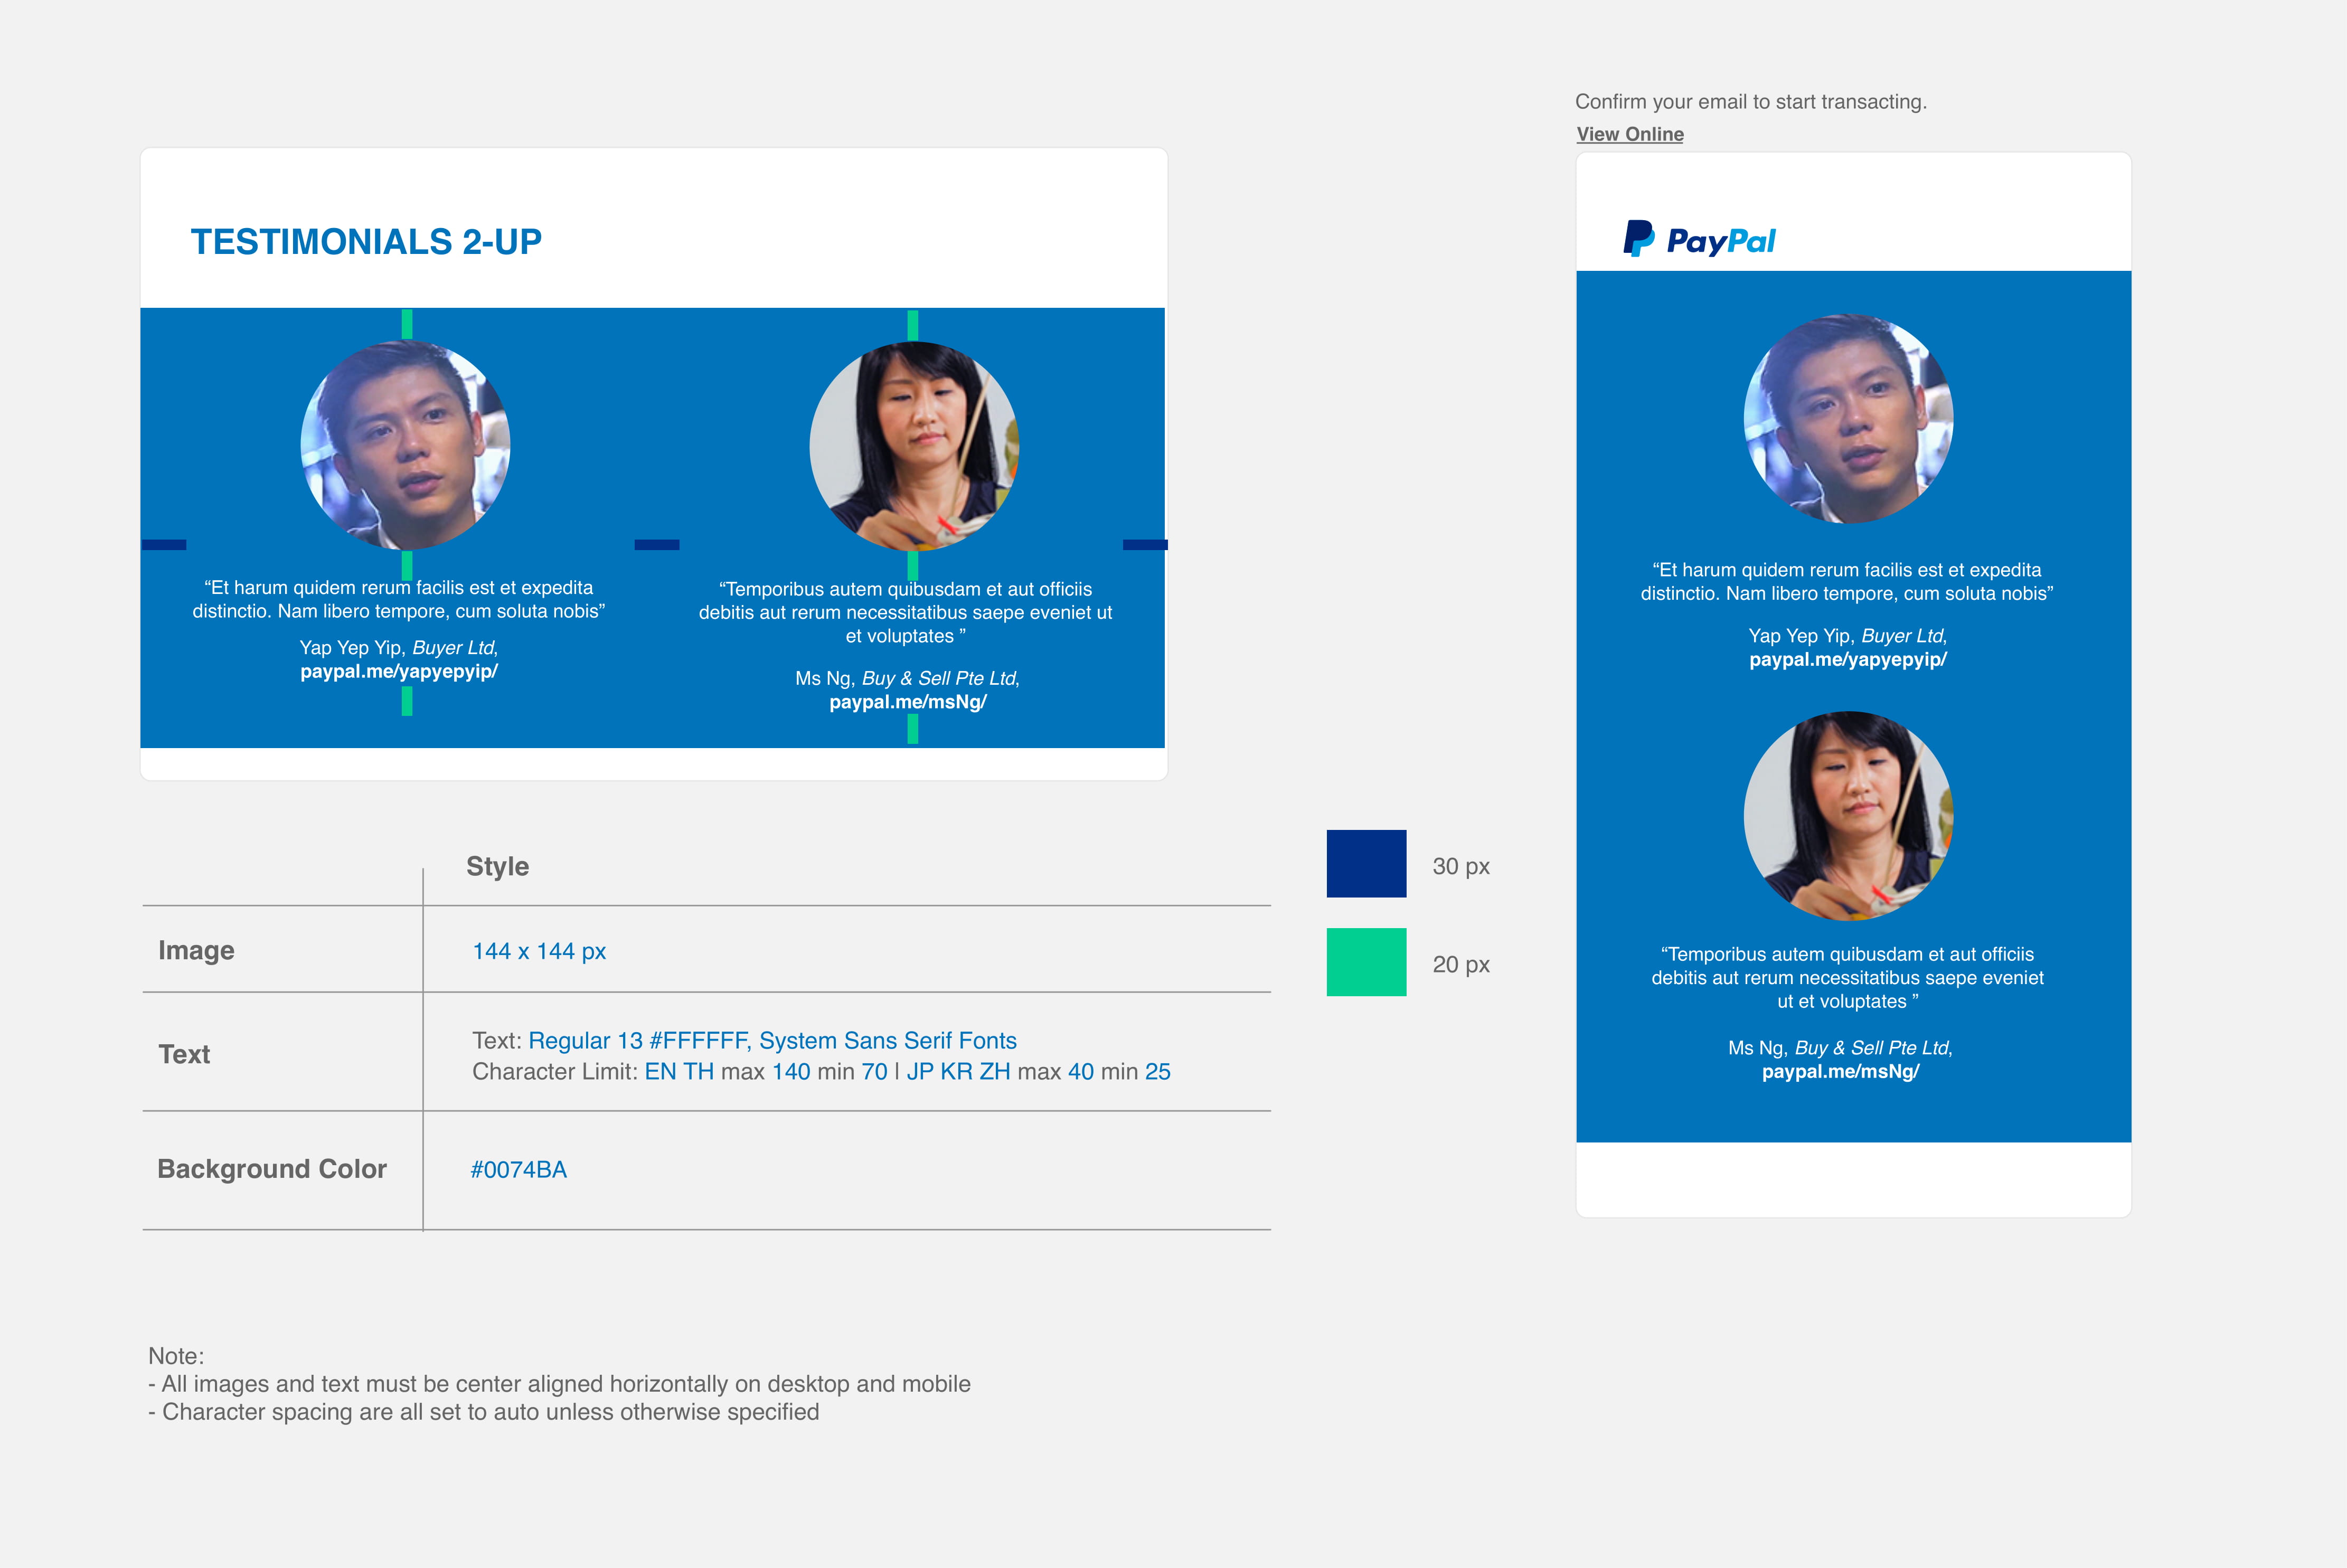 TESTIMONIALS 2-UP
“Et harum quidem rerum facilis est et expedita
distinctio. Nam libero tempore, cum soluta nobis”
Yap Yep Yip, Buyer Ltd,
paypal.me/yapyepyip/
“Temporibus autem quibusdam et aut officiis
debitis aut rerum necessitatibus saepe eveniet ut
et voluptates ”
Ms Ng, Buy & Sell Pte Ltd,
paypal.me/msNg/
Style
Image
144 x 144 px
Text
Text: Regular 13 #FFFFFF, System Sans Serif Fonts
Character Limit: EN TH max 140 min 70 | JP KR ZH max 40 min 25
Background Color
#0074BA
30 px
20 px
Note:
- All images and text must be center aligned horizontally on desktop and mobile
- Character spacing are all set to auto unless otherwise specified
Confirm your email to start transacting.
View Online
PayPal
“Et harum quidem rerum facilis est et expedita
distinctio. Nam libero tempore, cum soluta nobis”
Yap Yep Yip, Buyer Ltd,
paypal.me/yapyepyip/
“Temporibus autem quibusdam et aut officiis
debitis aut rerum necessitatibus saepe eveniet
ut et voluptates ”
Ms Ng, Buy & Sell Pte Ltd,
paypal.me/msNg/